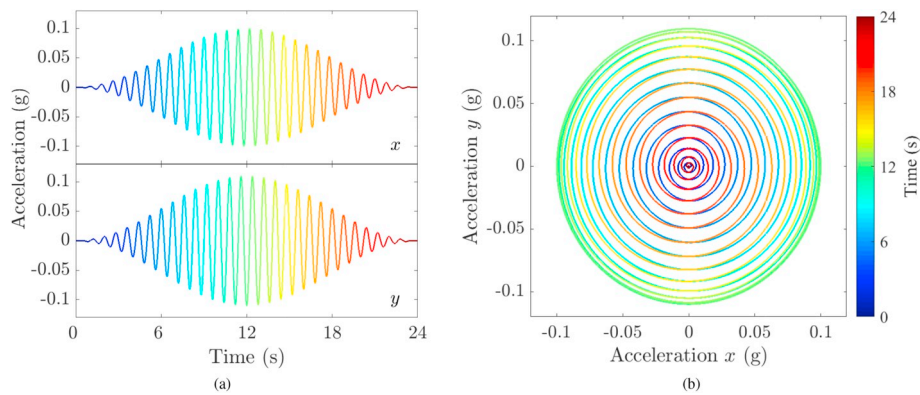 0.1
0.05
0
-0.05
-0.1
x
0.1
0.05
0
-0.05
-0.1
y
Acceleration (g)
0 6 12 18 24
Time (s)
(a)
0.1
0.05
0
-0.05
-0.1
Acceleration y (g)
-0.1 -0.05 0 0.05 0.1
Acceleration x (g)
(b)
24
18
12
6
0
Time (s)